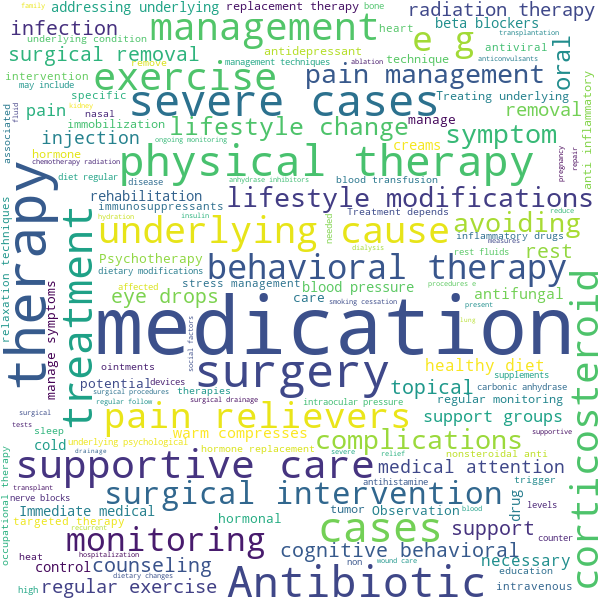 family
addressing underlying
replacement therapy
bone
radiation therapy
infection
underlying condition
management
antidepressant
heart
e g
beta blockers
transplantation
surgical removal
remove
management techniques
technique
antiviral
anticonvulsants
intervention
exercise
ablation
pain management
oral
Treating underlying
may include
specific
severe cases
removal
anti inflammatory
pain
nasal
immobilization
lifestyle change
manage
symptom
associated
fluid
kidney
injection
creams
hormone
ongoing monitoring
physical therapy
pregnancy
repair
chemotherapy radiation
diet regular
disease
anhydrase inhibitors
blood transfusion
therapy
rehabilitation
lifestyle modifications
immunosuppressants
reduce
hydration
insulin
needed
Treatment depends
avoiding
relaxation techniques
treatment
underlying cause
dialysis
inflammatory drugs
measures
stress management
rest fluids
rest
Psychotherapy
dietary modifications
behavioral therapy
procedures e
affected
blood pressure
present
manage symptoms
eye drops
care
smoking cessation
antifungal
corticosteroid
medication
lung
social factors
ointments
surgery
healthy diet
potential
devices
topical
supplements
carbonic anhydrase
surgical procedures
therapies
regular follow
surgical drainage
intraocular pressure
regular monitoring
surgical
pain relievers
support groups
tests
sleep
warm compresses
supportive
cold
underlying psychological
hormone replacement
complications
drainage
severe
relief
nonsteroidal anti
occupational therapy
transplant
supportive care
medical attention
nerve blocks
antihistamine
trigger
surgical intervention
drug
levels
Immediate medical
tumor
Observation
blood
targeted therapy
recurrent
hormonal
cases
support
counter
monitoring
hospitalization
cognitive behavioral
heat
control
counseling
non
wound care
necessary
dietary changes
education
high
regular exercise
Antibiotic
intravenous